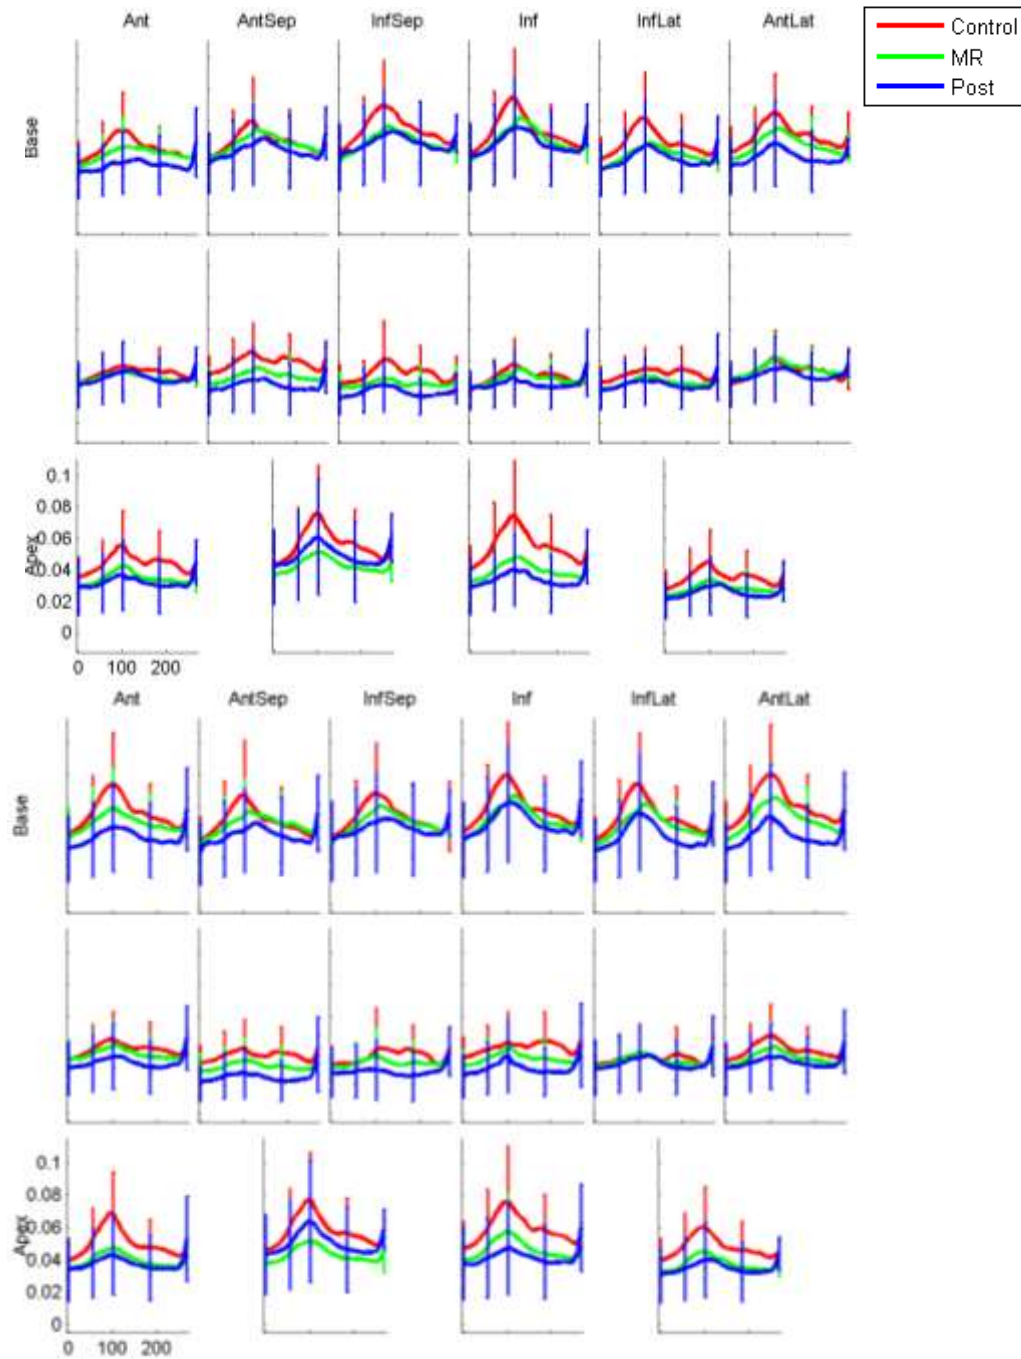 Ant AntSep InfSep Inf InfLat AntLat
Control
MR
Post
Base
Apex
0.1
0.08
0.06
0.04
0.02
0
0 100 200
Ant AntSep InfSep Inf InfLat AntLat
Base
Apex
0.1
0.08
0.06
0.04
0.02
0
0 100 200